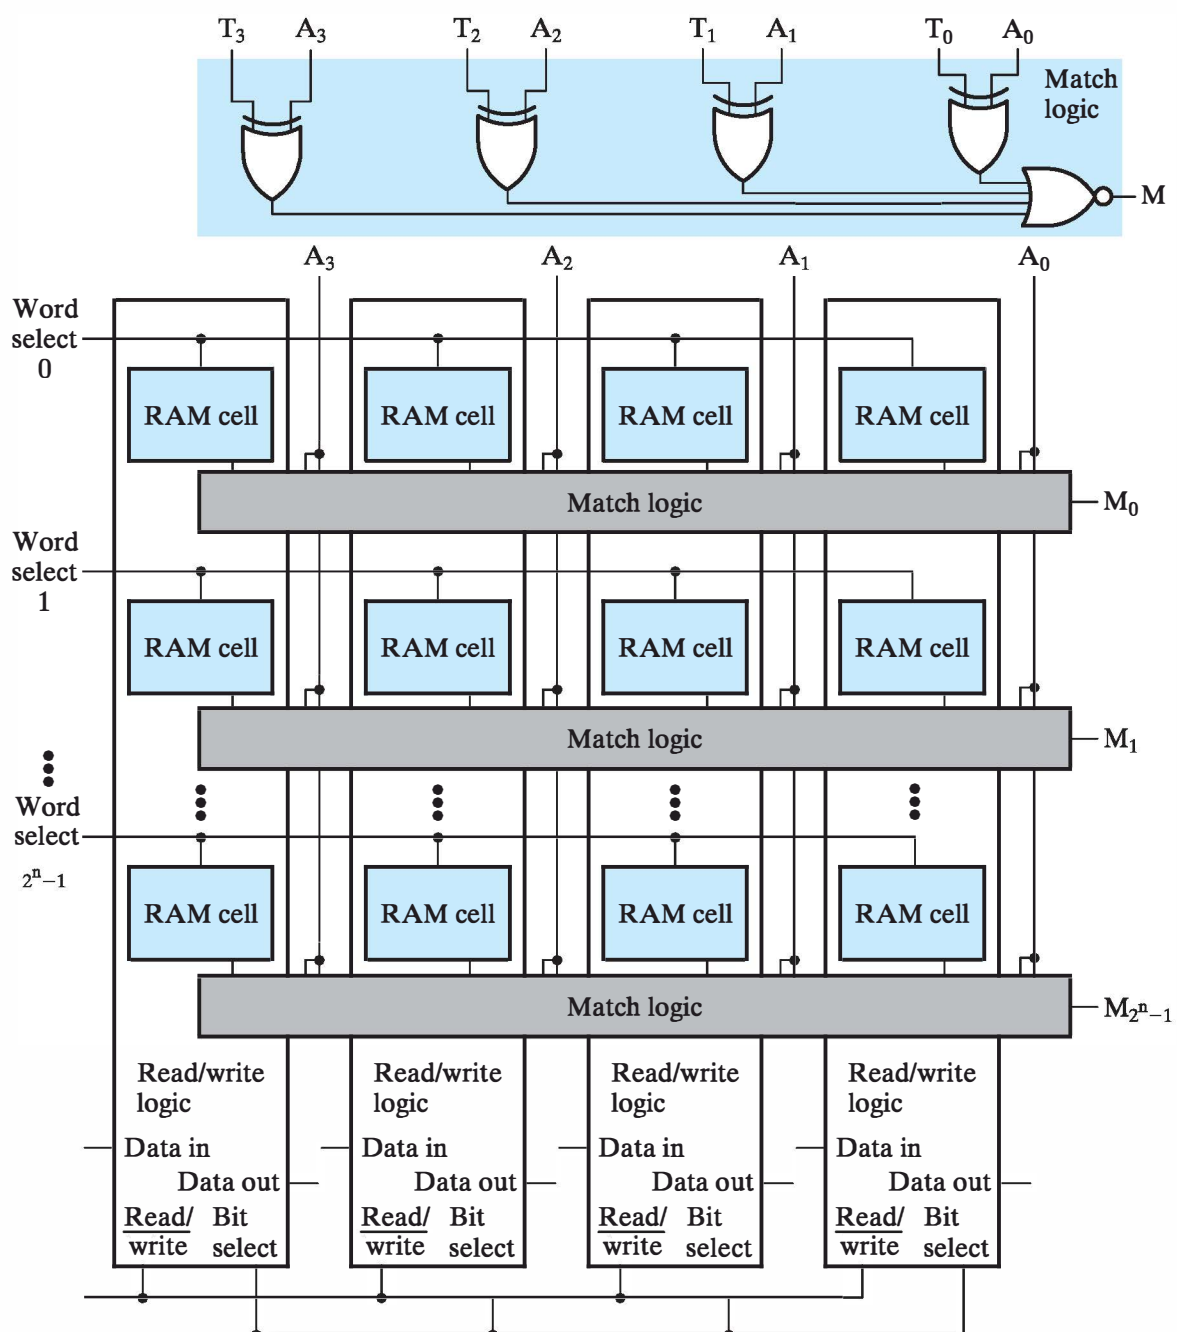 T3 A3 T2 A2 T1 A1 T0 A0
Match
logic
M
A3 A2 A1 A0
Word
select
0
RAM cell RAM cell RAM cell RAM cell
Match logic
M0
Word
select
1
RAM cell RAM cell RAM cell RAM cell
Match logic
M1
Word
select
2ⁿ−1
RAM cell RAM cell RAM cell RAM cell
Match logic
M2ⁿ−1
Read/write Read/write Read/write Read/write
logic logic logic logic
Data in Data in Data in Data in
Data out Data out Data out Data out
Read/ Bit Read/ Bit Read/ Bit Read/ Bit
write select write select write select write select